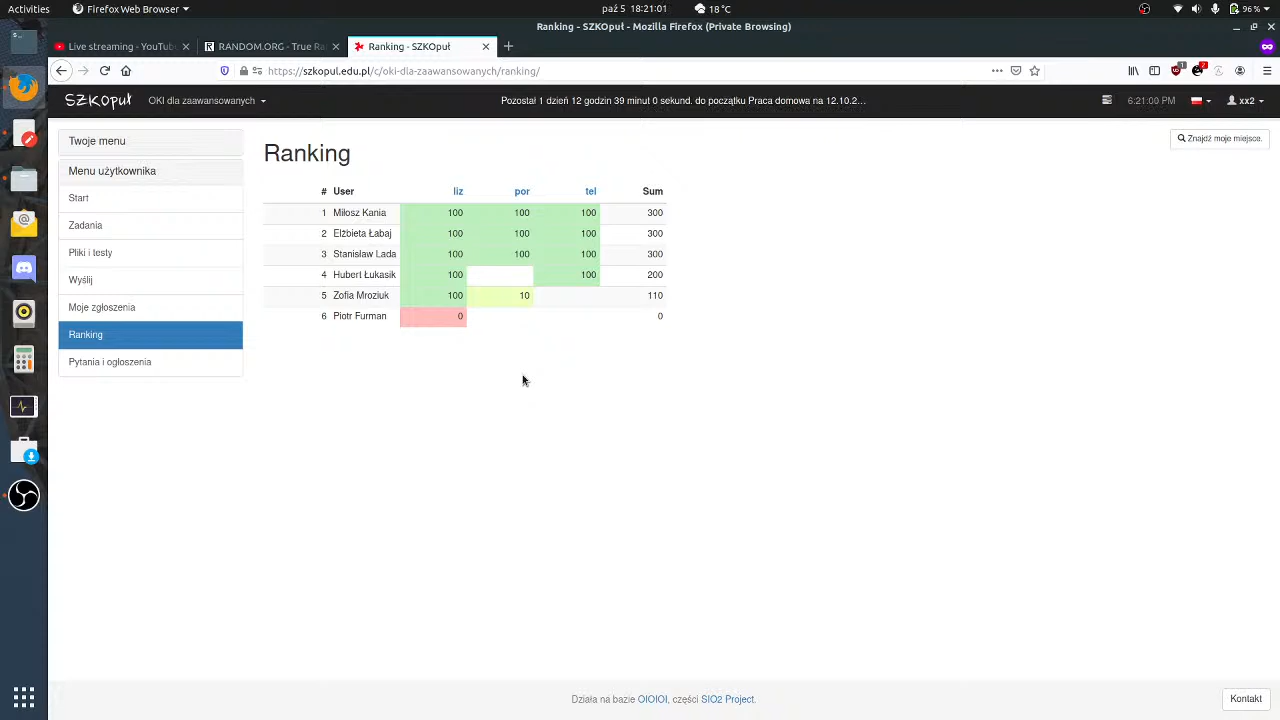 Activities Firefox Web Browser paź 5 18:21:01 18°C 96 %
Ranking - SZKOpuł - Mozilla Firefox (Private Browsing)
Live streaming - YouTub RANDOM.ORG - True Ra Ranking - SZKOpuł
https://szkopul.edu.pl/c/oki-dla-zaawansowanych/ranking/ 1 2
SZKOpuł OKI dla zaawansowanych Pozostał 1 dzień 12 godzin 39 minut 0 sekund. do początku Praca domowa na 12.10.2... 6:21:00 PM xx2
Twoje menu
Menu użytkownika
Start
Zadania
Pliki i testy
Wyślij
Moje zgłoszenia
Ranking
Pytania i ogłoszenia
Ranking
Znajdź moje miejsce.
# User liz por tel Sum
1 Miłosz Kania 100 100 100 300
2 Elżbieta Łabaj 100 100 100 300
3 Stanisław Lada 100 100 100 300
4 Hubert Łukasik 100 100 200
5 Zofia Mroziuk 100 10 110
6 Piotr Furman 0 0
Działa na bazie OIOIOI, części SIO2 Project.
Kontakt